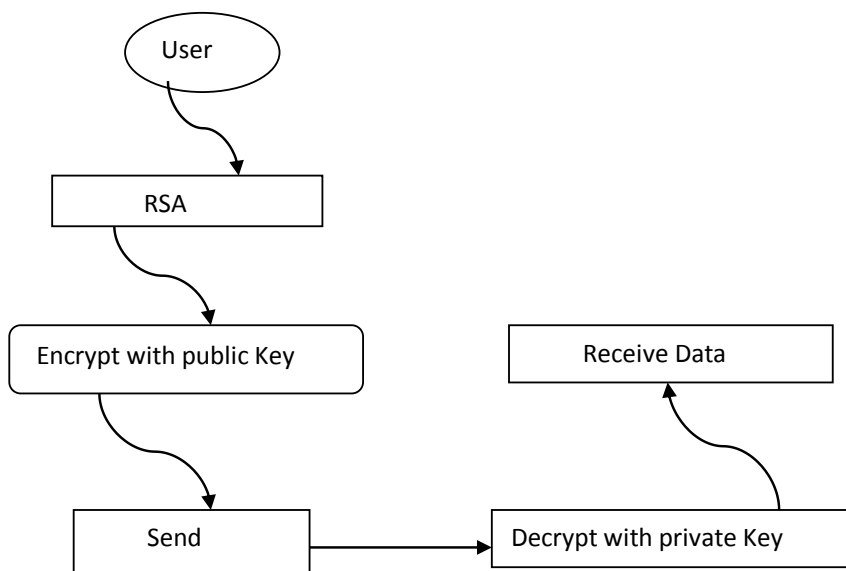 User
RSA
Encrypt with public Key
Receive Data
Send
Decrypt with private Key